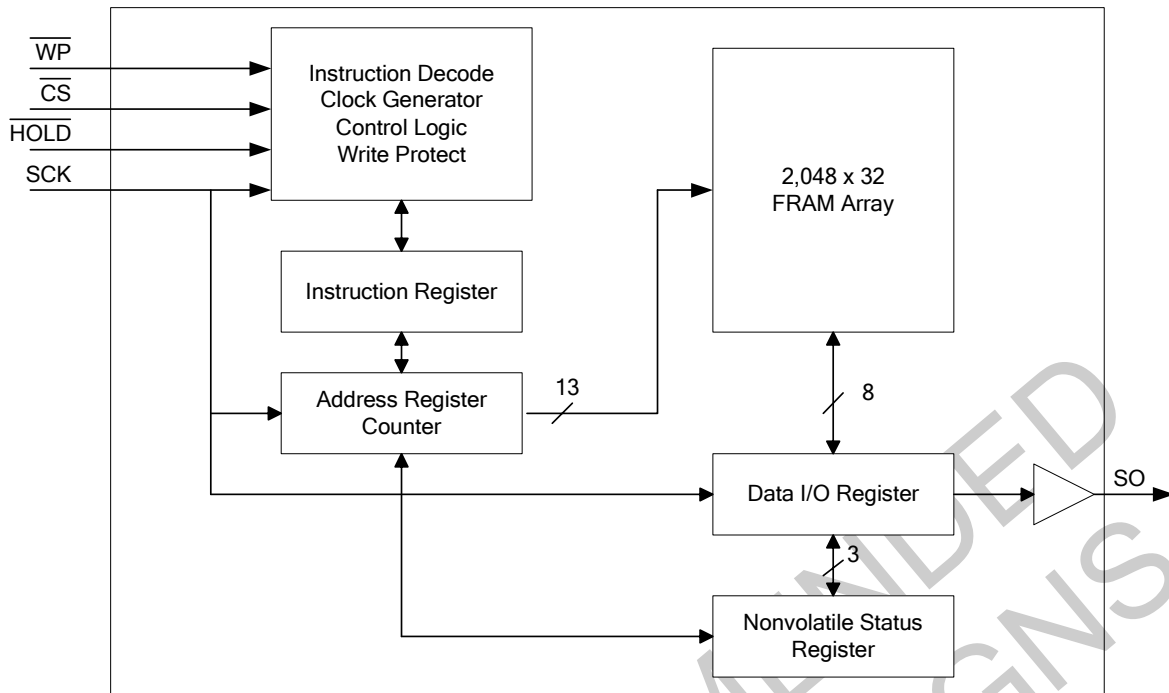 WP
CS
HOLD
SCK
Instruction Decode
Clock Generator
Control Logic
Write Protect
2,048 x 32
FRAM Array
Instruction Register
Address Register
Counter
13
8
Data I/O Register
SO
3
Nonvolatile Status
Register